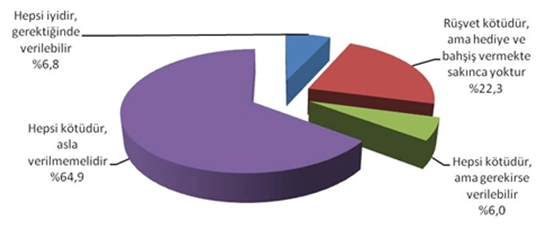 Hepsi iyidir,
gerektiğinde
verilebilir
%6,8
Rüşvet kötüdür,
ama hediye ve
bahşiş vermekte
sakınca yoktur
%22,3
Hepsi kötüdür,
asla
verilmemelidir
%64,9
Hepsi kötüdür,
ama gerekirse
verilebilir
%6,0